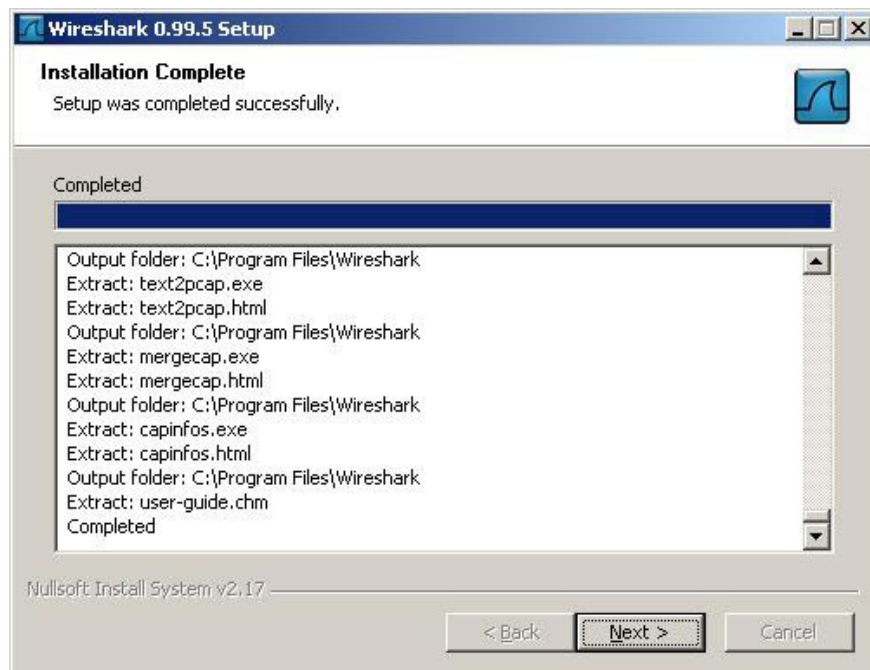 Wireshark 0.99.5 Setup
Installation Complete
Setup was completed successfully.
Completed
Output folder: C:\Program Files\Wireshark
Extract: text2pcap.exe
Extract: text2pcap.html
Output folder: C:\Program Files\Wireshark
Extract: mergecap.exe
Extract: mergecap.html
Output folder: C:\Program Files\Wireshark
Extract: capinfos.exe
Extract: capinfos.html
Output folder: C:\Program Files\Wireshark
Extract: user-guide.chm
Completed
Nullsoft Install System v2.17
< Back Next > Cancel